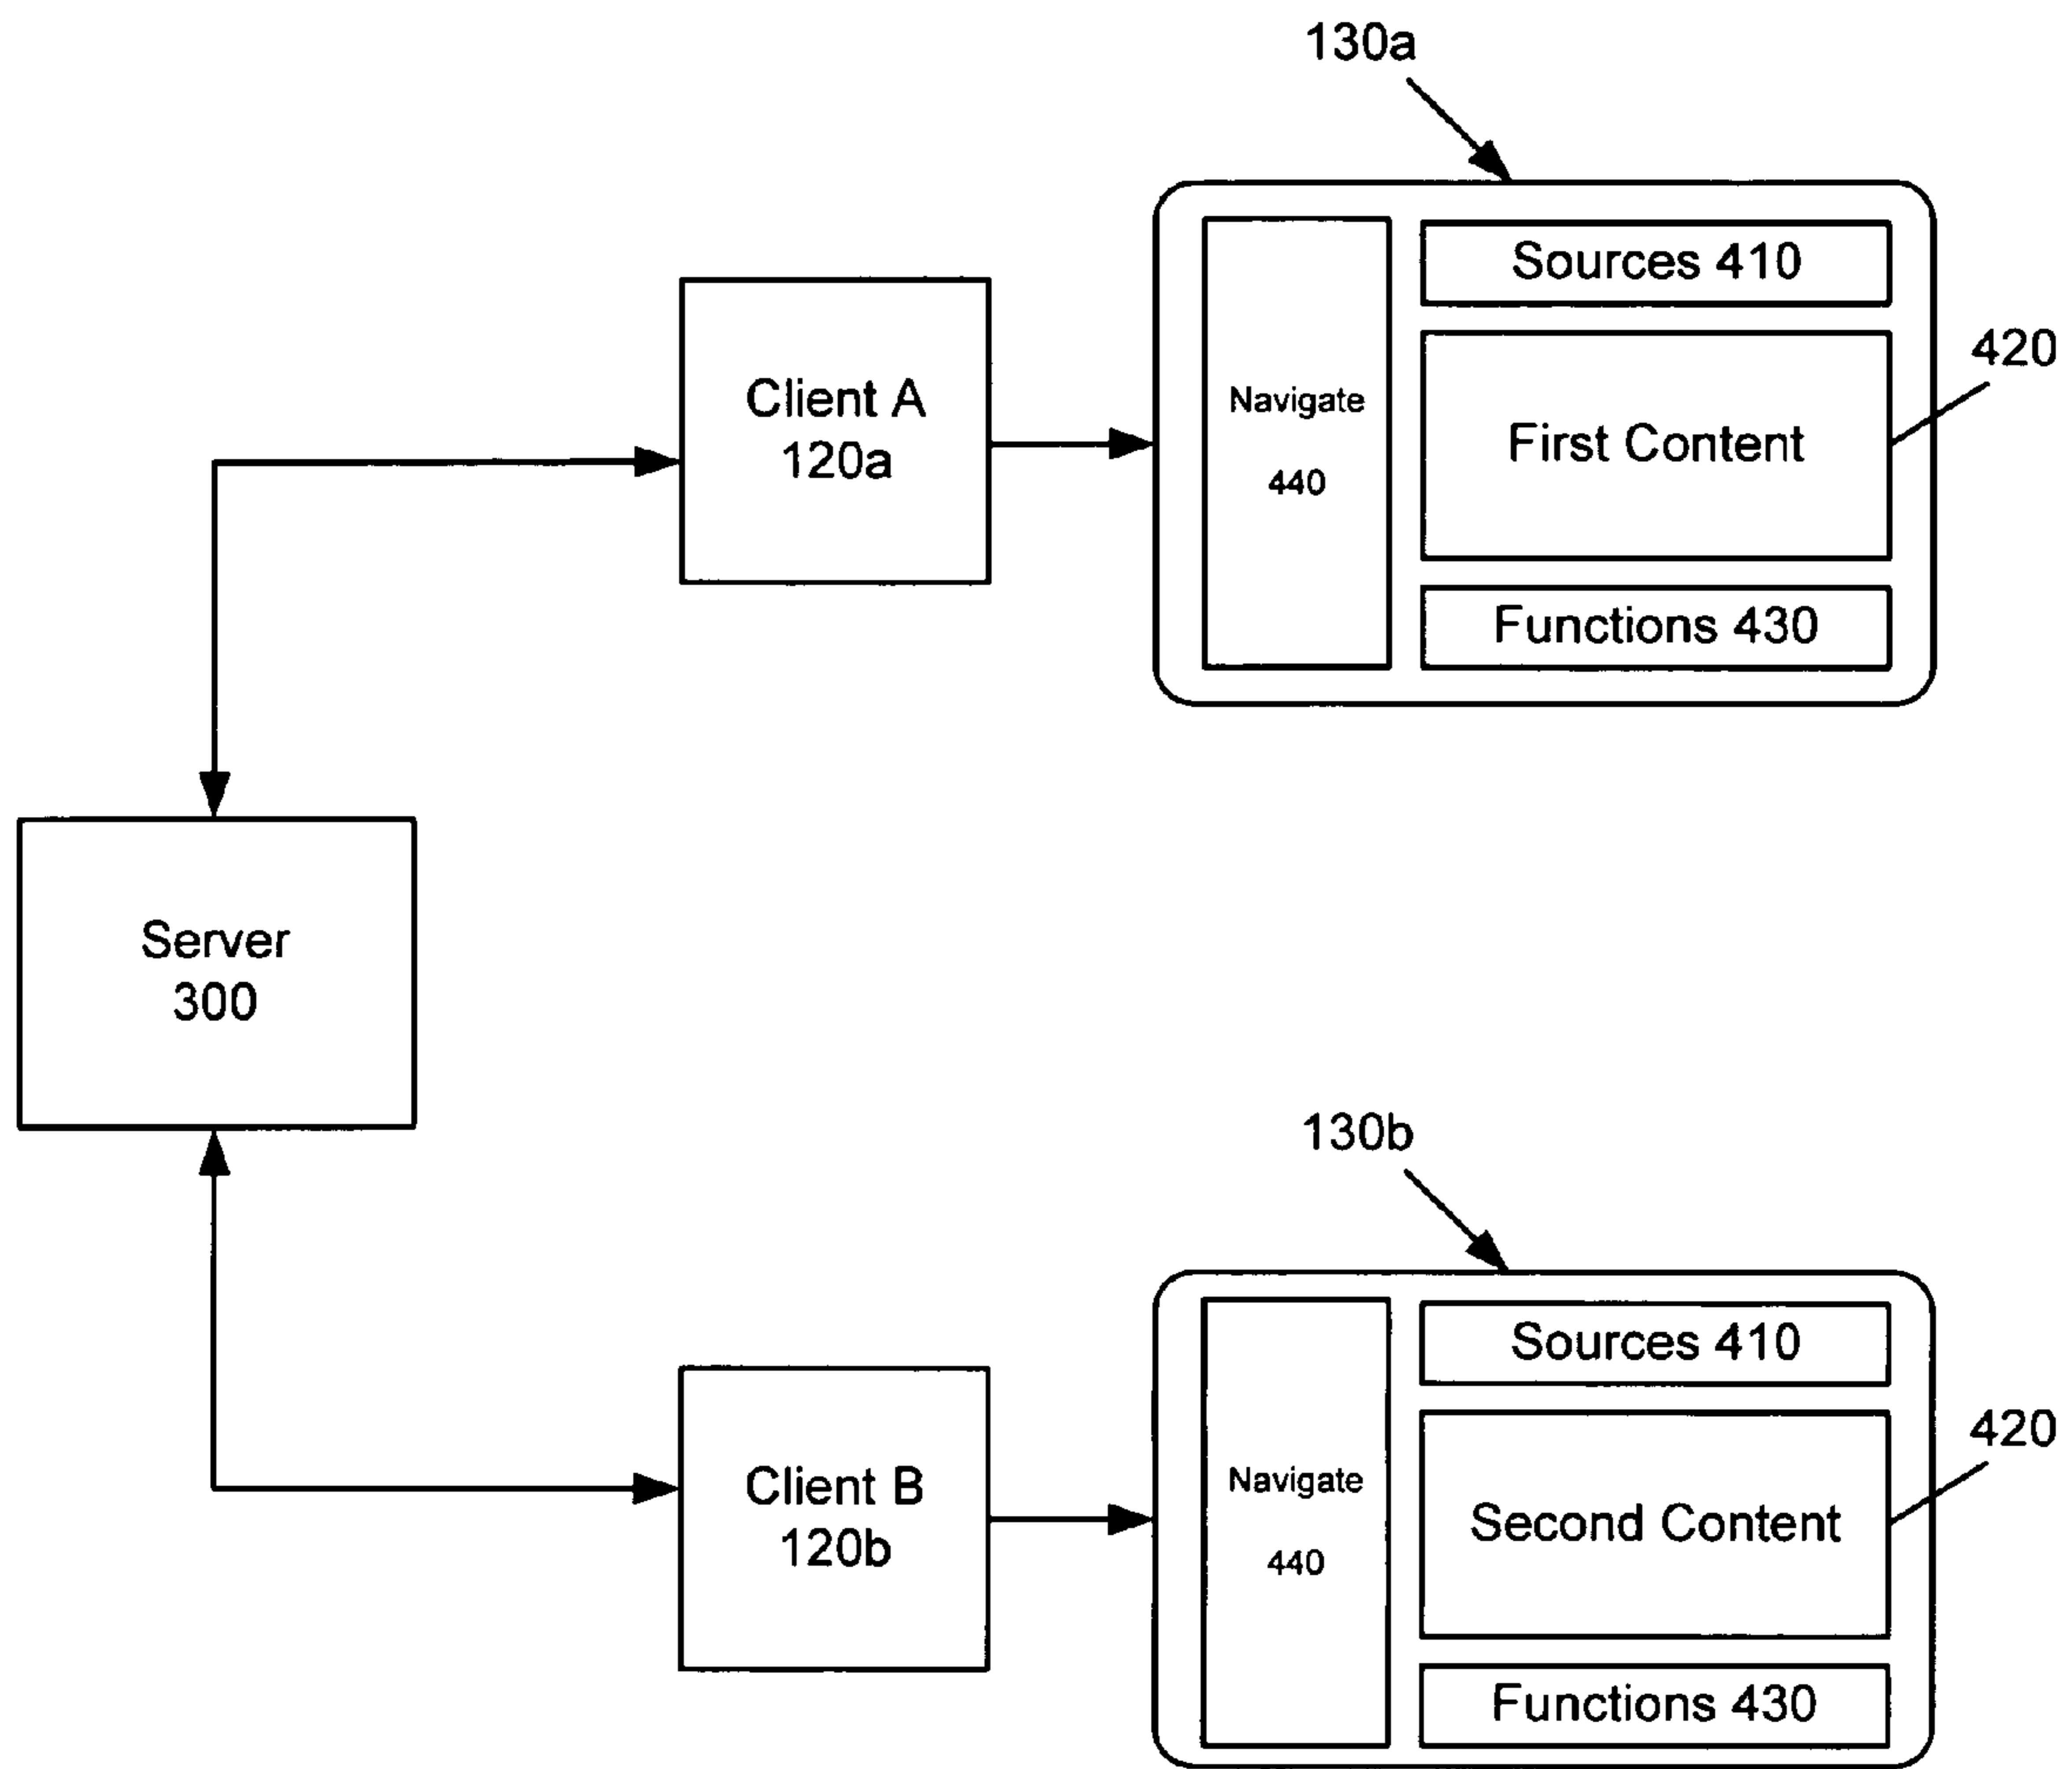 130a
Sources 410
420
Client A
120a
Navigate
440
First Content
Functions 430
Server
300
130b
Sources 410
420
Client B
120b
Navigate
440
Second Content
Functions 430